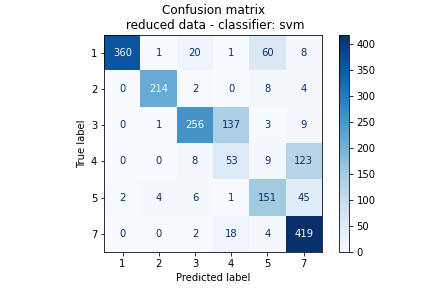 Confusion matrix
reduced data - classifier: svm
1 360 1 20 1 60 8
2 0 214 2 0 8 4
3 0 1 256 137 3 9
4 0 0 8 53 9 123
5 2 4 6 1 151 45
7 0 0 2 18 4 419
1 2 3 4 5 7
True label
Predicted label
400
350
300
250
200
150
100
50
0